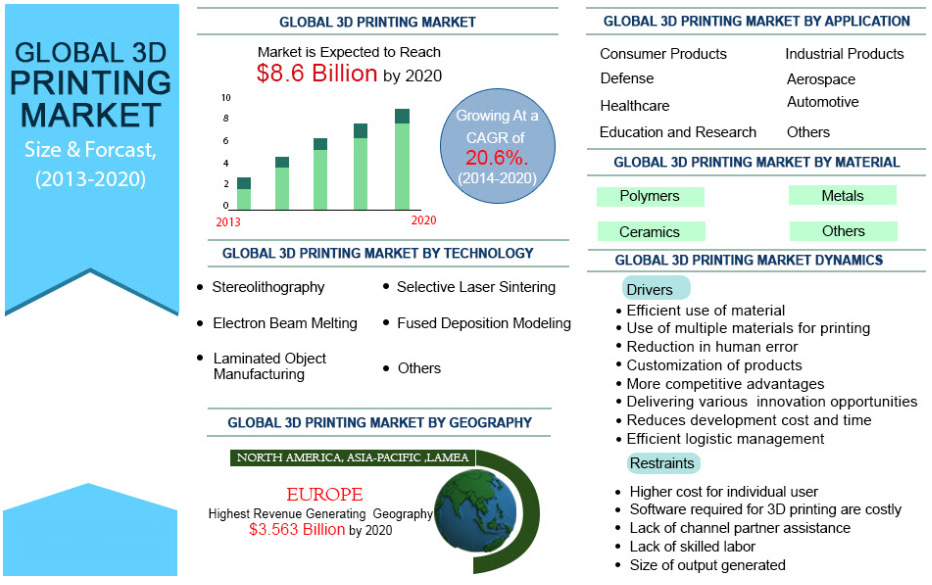 GLOBAL 3D
PRINTING
MARKET
Size & Forcast,
(2013-2020)
GLOBAL 3D PRINTING MARKET
Market is Expected to Reach
$8.6 Billion by 2020
10
8
6
4
2
0
2013
2020
Growing At a
CAGR of
20.6%.
(2014-2020)
GLOBAL 3D PRINTING MARKET BY TECHNOLOGY
• Stereolithography
• Selective Laser Sintering
• Electron Beam Melting
• Fused Deposition Modeling
• Laminated Object
Manufacturing
• Others
GLOBAL 3D PRINTING MARKET BY GEOGRAPHY
NORTH AMERICA, ASIA-PACIFIC ,LAMEA
EUROPE
Highest Revenue Generating Geography
$3.563 Billion by 2020
GLOBAL 3D PRINTING MARKET BY APPLICATION
Consumer Products
Industrial Products
Defense
Aerospace
Healthcare
Automotive
Education and Research
Others
GLOBAL 3D PRINTING MARKET BY MATERIAL
Polymers
Metals
Ceramics
Others
GLOBAL 3D PRINTING MARKET DYNAMICS
Drivers
• Efficient use of material
• Use of multiple materials for printing
• Reduction in human error
• Customization of products
• More competitive advantages
• Delivering various innovation opportunities
• Reduces development cost and time
• Efficient logistic management
Restraints
• Higher cost for individual user
• Software required for 3D printing are costly
• Lack of channel partner assistance
• Lack of skilled labor
• Size of output generated